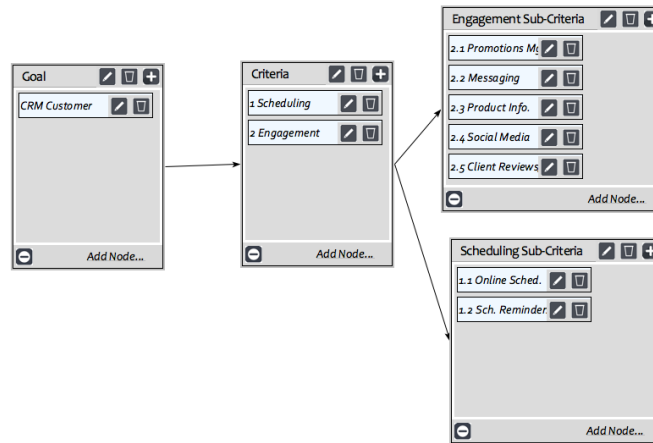 Goal
CRM Customer
Add Node...
Criteria
1 Scheduling
2 Engagement
Add Node...
Engagement Sub-Criteria
2.1 Promotions
2.2 Messaging
2.3 Product Info.
2.4 Social Media
2.5 Client Reviews
Add Node...
Scheduling Sub-Criteria
1.1 Online Sched.
1.2 Sch. Reminder
Add Node...